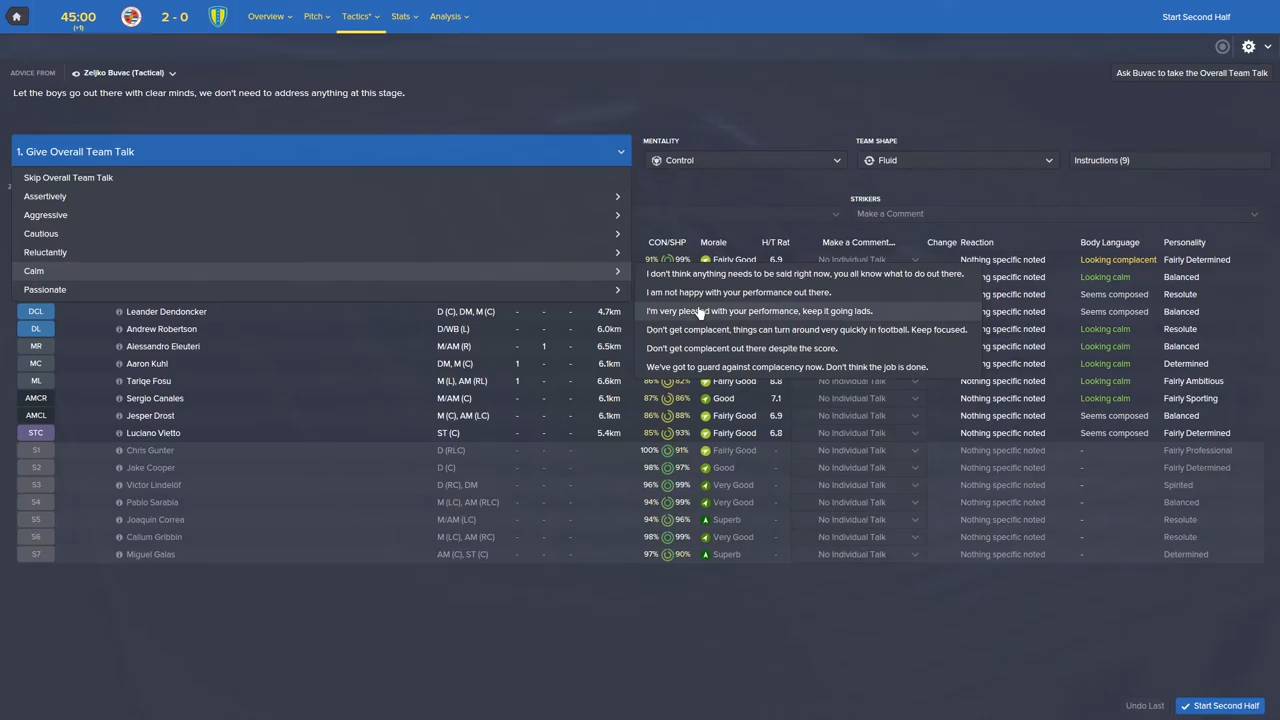 45:00 2 - 0 Overview Pitch Tactics* Stats Analysis Start Second Half
(+1)
ADVICE FROM Zeljko Buvac (Tactical) Ask Buvac to take the Overall Team Talk
Let the boys go out there with clear minds, we don't need to address anything at this stage.
1. Give Overall Team Talk
MENTALITY TEAM SHAPE
Control Fluid Instructions (9)
Skip Overall Team Talk
Assertively
Aggressive
Cautious
Reluctantly
Calm
Passionate
STRIKERS
Make a Comment
CON/SHP Morale H/T Rat Make a Comment... Change Reaction Body Language Personality
91% 99% Fairly Good 6.9 No Individual Talk Nothing specific noted Looking complacent Fairly Determined
I don't think anything needs to be said right now, you all know what to do out there.
I am not happy with your performance out there.
I'm very pleased with your performance, keep it going lads.
Don't get complacent, things can turn around very quickly in football. Keep focused.
Don't get complacent out there despite the score.
We've got to guard against complacency now. Don't think the job is done.
Looking calm Balanced
Seems composed Resolute
DCL Leander Dendoncker D (C), DM, M (C) - - - 4.7km Seems composed Balanced
DL Andrew Robertson D/WB (L) - - - 6.0km Looking calm Resolute
MR Alessandro Eleuteri M/AM (R) - 1 - 6.5km Looking calm Balanced
MC Aaron Kuhl DM, M (C) 1 - - 6.1km Looking calm Determined
ML Tariqe Fosu M (L), AM (RL) 1 - - 6.6km 86% 82% Fairly Good 8.8 No Individual Talk Nothing specific noted Looking calm Fairly Ambitious
AMCR Sergio Canales M/AM (C) - - - 6.1km 87% 86% Good 7.1 No Individual Talk Nothing specific noted Looking calm Fairly Sporting
AMCL Jesper Drost M (C), AM (LC) - - - 6.1km 86% 88% Fairly Good 6.9 No Individual Talk Nothing specific noted Seems composed Balanced
STC Luciano Vietto ST (C) - - - 5.4km 85% 93% Fairly Good 6.8 No Individual Talk Nothing specific noted Seems composed Fairly Determined
S1 Chris Gunter D (RLC) - - - 100% 91% Fairly Good - No Individual Talk Nothing specific noted - Fairly Professional
S2 Jake Cooper D (C) - - - 98% 97% Good - No Individual Talk Nothing specific noted - Fairly Determined
S3 Victor Lindelöf D (RC), DM - - - 96% 99% Very Good - No Individual Talk Nothing specific noted - Spirited
S4 Pablo Sarabia M (LC), AM (RLC) - - - 94% 99% Very Good - No Individual Talk Nothing specific noted - Balanced
S5 Joaquín Correa M/AM (LC) - - - 94% 96% Superb - No Individual Talk Nothing specific noted - Resolute
S6 Callum Gribbin M (LC), AM (RC) - - - 98% 99% Very Good - No Individual Talk Nothing specific noted - Resolute
S7 Miguel Galas AM (C), ST (C) - - - 97% 90% Superb - No Individual Talk Nothing specific noted - Determined
Undo Last Start Second Half